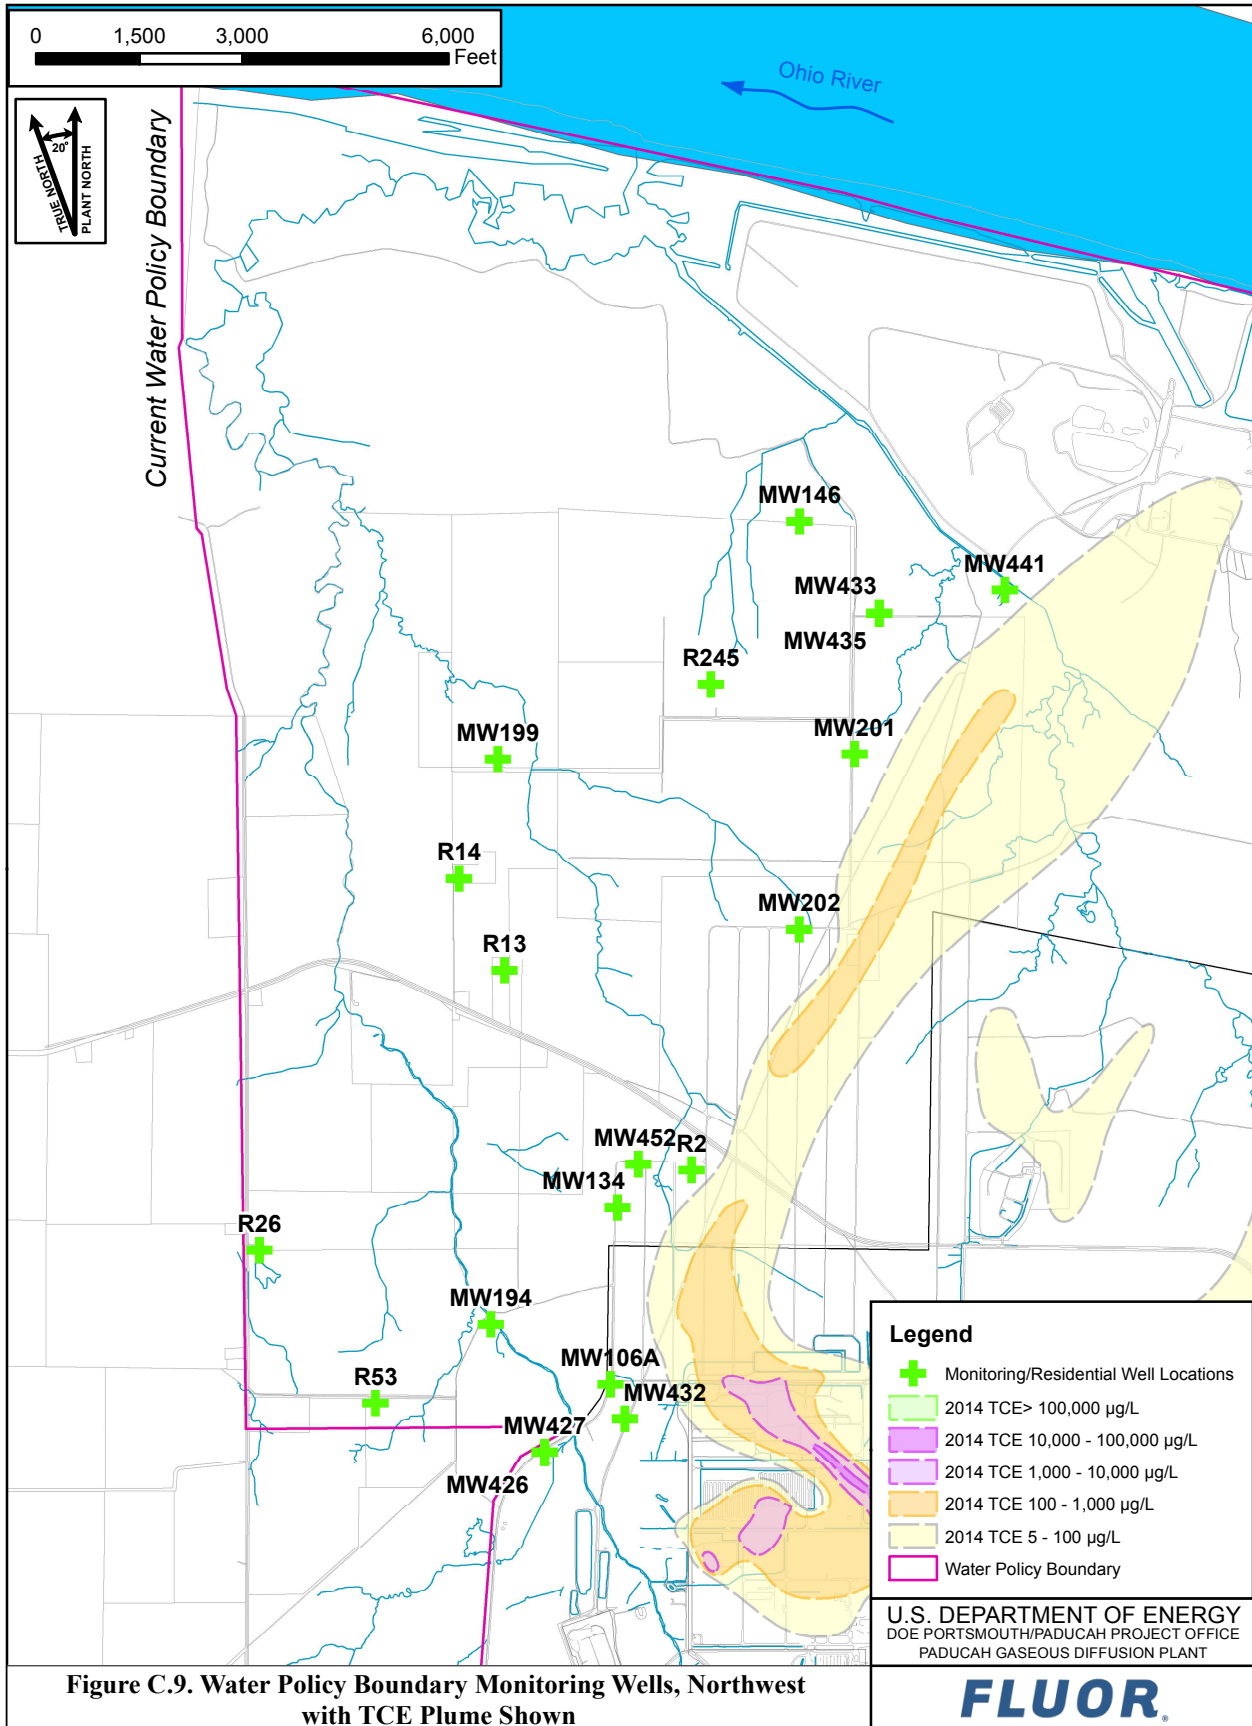 0 1,500 3,000 6,000
Feet
Ohio River
TRUE NORTH
20°
PLANT NORTH
Current Water Policy Boundary
MW146
MW441
MW433
MW435
R245
MW201
MW199
R14
MW202
R13
MW452
R2
MW134
R26
MW194
MW106A
R53
MW432
MW427
MW426
Legend
Monitoring/Residential Well Locations
2014 TCE> 100,000 µg/L
2014 TCE 10,000 - 100,000 µg/L
2014 TCE 1,000 - 10,000 µg/L
2014 TCE 100 - 1,000 µg/L
2014 TCE 5 - 100 µg/L
Water Policy Boundary
U.S. DEPARTMENT OF ENERGY
DOE PORTSMOUTH/PADUCAH PROJECT OFFICE
PADUCAH GASEOUS DIFFUSION PLANT
Figure C.9. Water Policy Boundary Monitoring Wells, Northwest
with TCE Plume Shown
FLUOR®